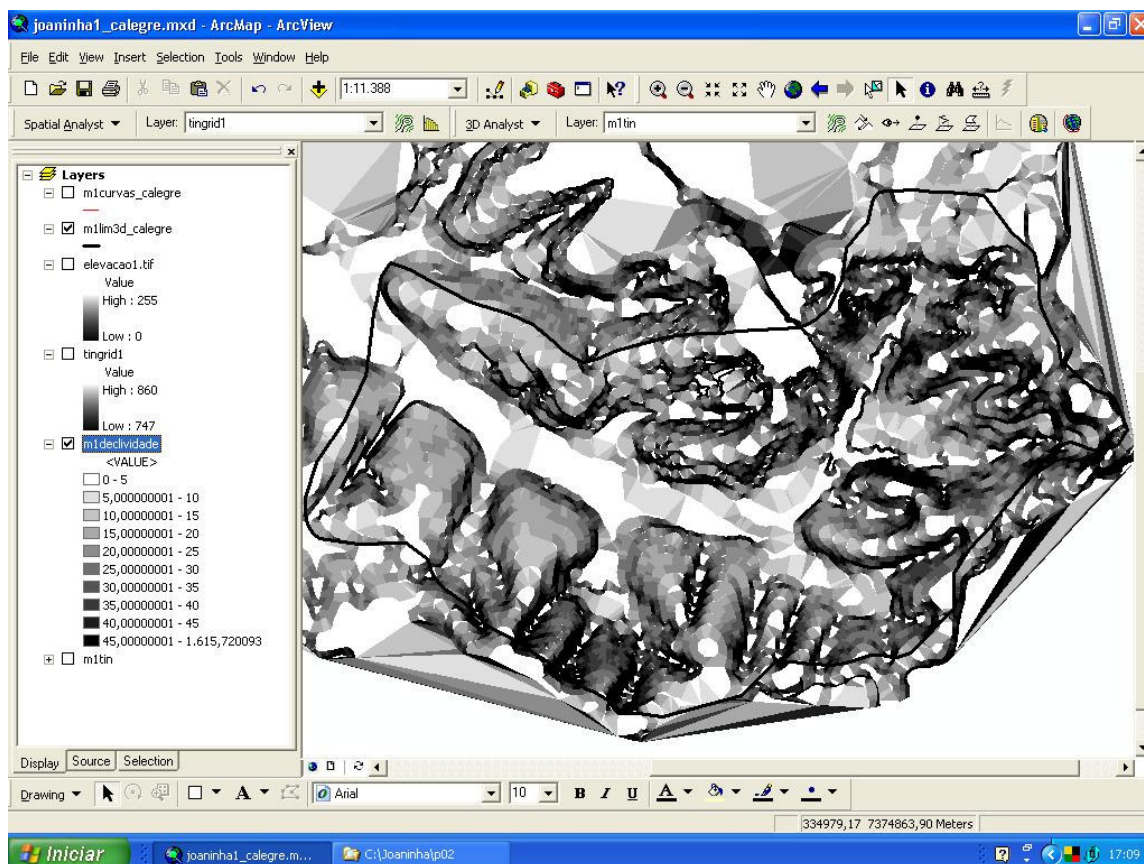 joaninha1_calegre.mxd - ArcMap - ArcView
File Edit View Insert Selection Tools Window Help
1:11.388
Spatial Analyst Layer: tingrid1 3D Analyst Layer: m1tin
Layers
m1curvas_calegre
m1lim3d_calegre
elevacao1.tif
Value
High : 255
Low : 0
tingrid1
Value
High : 860
Low : 747
m1declividade
<VALUE>
0 - 5
5,000000001 - 10
10,00000001 - 15
15,00000001 - 20
20,00000001 - 25
25,00000001 - 30
30,00000001 - 35
35,00000001 - 40
40,00000001 - 45
45,00000001 - 1.615,720093
m1tin
Display Source Selection
Drawing A Arial 10 B I U A
334979,17 7374863,90 Meters
Iniciar joaninha1_calegre.m... C:\Joaninha\p02 17:09